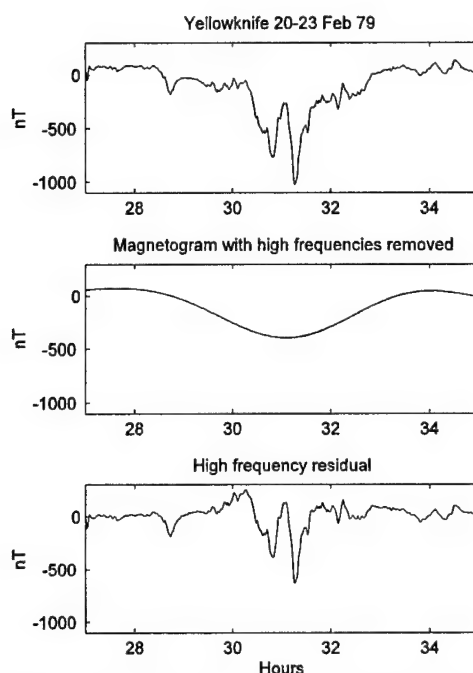 Yellowknife 20-23 Feb 79
0
-500
-1000
nT
28 30 32 34
Magnetogram with high frequencies removed
0
-500
-1000
nT
28 30 32 34
High frequency residual
0
-500
-1000
nT
28 30 32 34
Hours